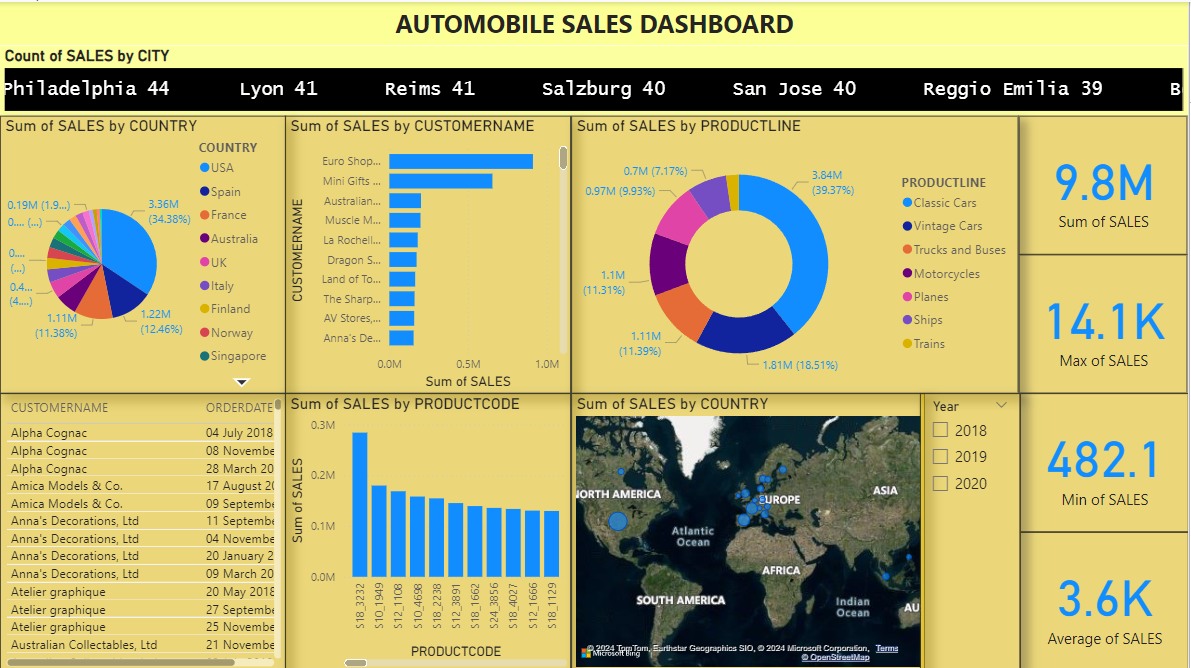 AUTOMOBILE SALES DASHBOARD
Count of SALES by CITY
Philadelphia 44 Lyon 41 Reims 41 Salzburg 40 San Jose 40 Reggio Emilia 39 B
Sum of SALES by COUNTRY
COUNTRY
USA
Spain
France
Australia
UK
Italy
Finland
Norway
Singapore
0.19M (1.9...)
3.36M
(34.38%)
0.... (...)
0....
(...)
0.4...
(4....)
1.11M
(11.38%)
1.22M
(12.46%)
Sum of SALES by CUSTOMERNAME
CUSTOMERNAME
Euro Shop...
Mini Gifts ...
Australian...
Muscle M...
La Rochell...
Dragon S...
Land of To...
The Sharp...
AV Stores,...
Anna's De...
0.0M 0.5M 1.0M
Sum of SALES
Sum of SALES by PRODUCTLINE
0.7M (7.17%)
0.97M (9.93%)
3.84M
(39.37%)
1.1M
(11.31%)
1.11M
(11.39%)
1.81M (18.51%)
PRODUCTLINE
Classic Cars
Vintage Cars
Trucks and Buses
Motorcycles
Planes
Ships
Trains
9.8M
Sum of SALES
14.1K
Max of SALES
482.1
Min of SALES
3.6K
Average of SALES
CUSTOMERNAME ORDERDATE
Alpha Cognac 04 July 2018
Alpha Cognac 08 Novembe
Alpha Cognac 28 March 20
Amica Models & Co. 17 August 20
Amica Models & Co. 09 Septembe
Anna's Decorations, Ltd 11 Septembe
Anna's Decorations, Ltd 04 Novembe
Anna's Decorations, Ltd 20 January 2
Anna's Decorations, Ltd 09 March 20
Atelier graphique 20 May 2018
Atelier graphique 27 Septembe
Atelier graphique 25 Novembe
Australian Collectables, Ltd 21 Novembe
Sum of SALES by PRODUCTCODE
Sum of SALES
0.3M
0.2M
0.1M
0.0M
S18_3232
S10_1949
S12_1108
S10_4698
S18_2238
S12_3891
S18_1662
S24_3856
S18_4027
S12_1666
S18_1129
PRODUCTCODE
Sum of SALES by COUNTRY
NORTH AMERICA
EUROPE
ASIA
Atlantic
Ocean
AFRICA
SOUTH AMERICA
Indian
Ocean
AU
© 2024 TomTom, Earthstar Geographics SIO, © 2024 Microsoft Corporation, Terms
Microsoft Bing
© OpenStreetMap
Year
2018
2019
2020